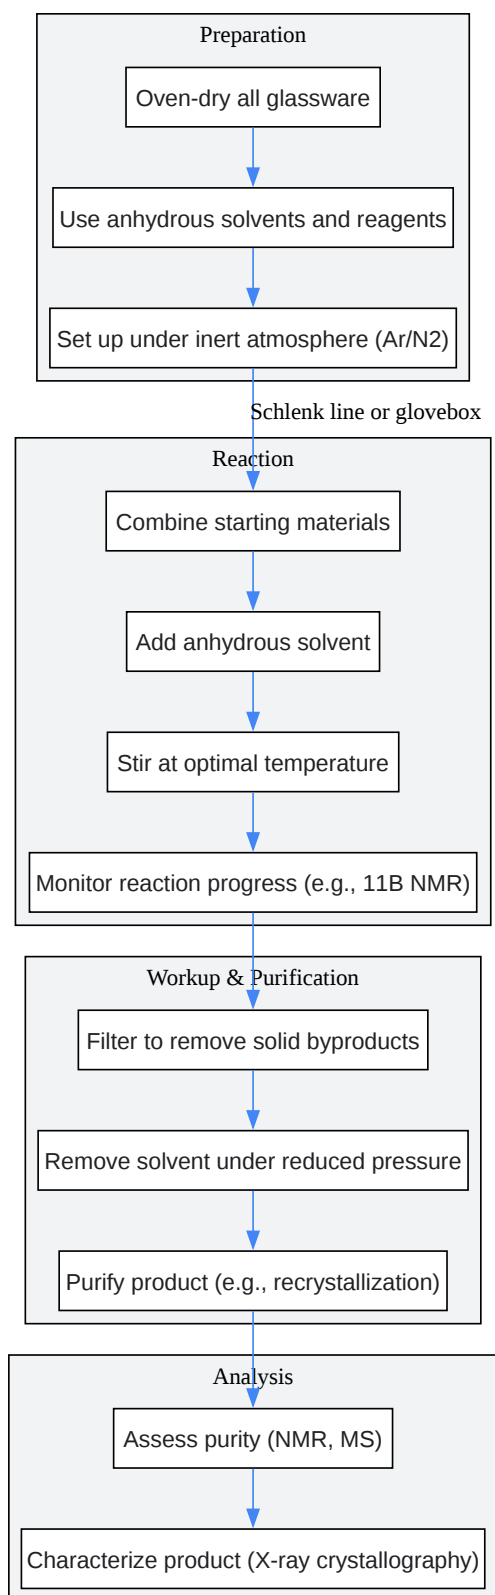 Preparation
Oven-dry all glassware
Use anhydrous solvents and reagents
Set up under inert atmosphere (Ar/N2)
Schlenk line or glovebox
Reaction
Combine starting materials
Add anhydrous solvent
Stir at optimal temperature
Monitor reaction progress (e.g., 11B NMR)
Workup & Purification
Filter to remove solid byproducts
Remove solvent under reduced pressure
Purify product (e.g., recrystallization)
Analysis
Assess purity (NMR, MS)
Characterize product (X-ray crystallography)